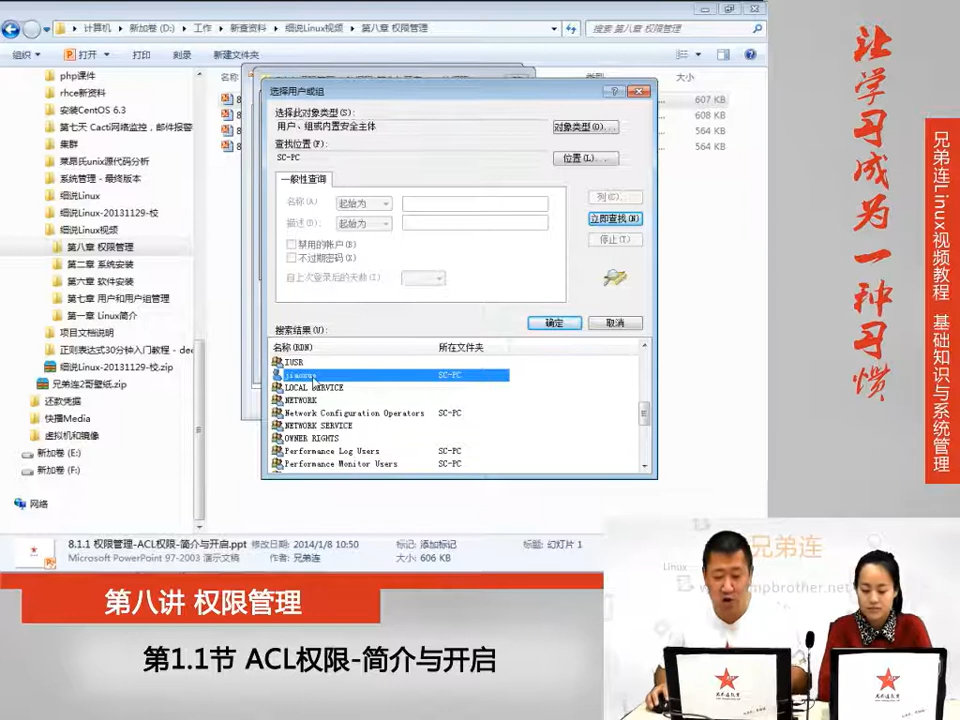 计算机 ▸ 新加卷 (D:) ▸ 工作 ▸ 新查资料 ▸ 细说Linux视频 ▸ 第八章 权限管理
搜索 第八章 权限管理
组织 打开 打印 刻录 新建文件夹
php课件
rhce新资料
安装CentOS 6.3
第七天 Cacti网络监控，邮件报警
集群
莱昂氏unix源代码分析
系统管理 - 最终版本
细说Linux
细说Linux-20131129-校
细说Linux视频
第八章 权限管理
第二章 系统安装
第六章 软件安装
第七章 用户和用户组管理
第一章 Linux简介
项目文档说明
正则表达式30分钟入门教程 - dee
细说Linux-20131129-校.zip
兄弟连2哥壁纸.zip
还款凭据
快播Media
虚拟机和镜像
新加卷 (E:)
新加卷 (F:)
网络
名称
大小
607 KB
608 KB
564 KB
564 KB
选择用户或组
选择此对象类型(S):
用户、组或内置安全主体
对象类型(O)...
查找位置(F):
SC-PC
位置(L)...
一般性查询
名称(A) 起始为
描述(D): 起始为
禁用的帐户(B)
不过期密码(X)
自上次登录后的天数(I)
列(C)...
立即查找(N)
停止(T)
确定 取消
搜索结果(U):
名称(RDN) 所在文件夹
IUSR
SC-PC
LOCAL SERVICE
NETWORK
Network Configuration Operators SC-PC
NETWORK SERVICE
OWNER RIGHTS
Performance Log Users SC-PC
Performance Monitor Users SC-PC
8.1.1 权限管理-ACL权限-简介与开启.ppt 修改日期: 2014/1/8 10:50 标记: 添加标记 标题: 幻灯片 1
Microsoft PowerPoint 97-2003 演示文稿 大小: 606 KB 作者: 兄弟连
让学习成为一种习惯
兄弟连Linux视频教程 基础知识与系统管理
兄弟连
Linux
mpbrother.net
第八讲 权限管理
第1.1节 ACL权限-简介与开启